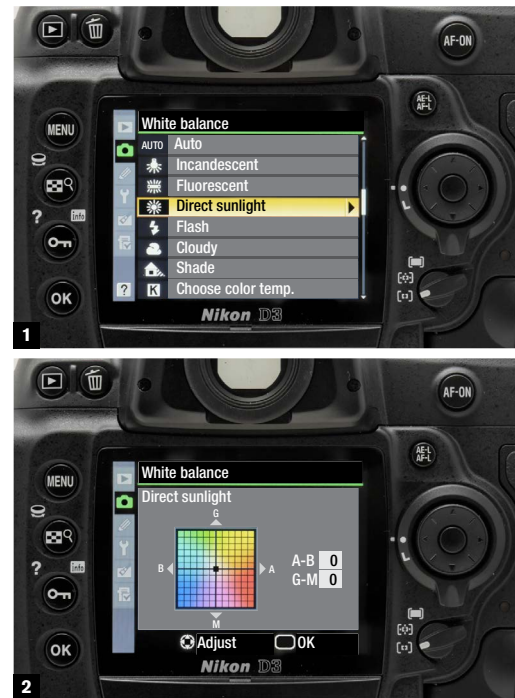 AF-ON
AE-L
AF-L
MENU
White balance
AUTO Auto
Incandescent
Fluorescent
Direct sunlight
Flash
Cloudy
Shade
K Choose color temp.
?
? info
OK
L
Nikon D3
1
AF-ON
AE-L
AF-L
MENU
White balance
Direct sunlight
G
B A
M
A-B 0
G-M 0
Adjust OK
? info
OK
L
Nikon D3
2